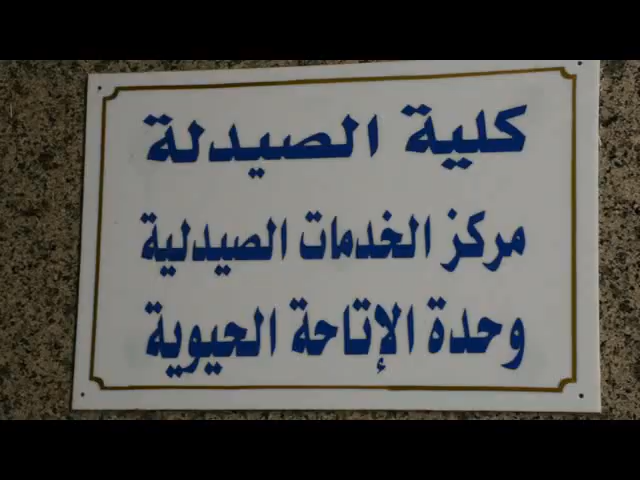 كلية الصيدلة
مركز الخدمات الصيدلية
وحدة الإتاحة الحيوية